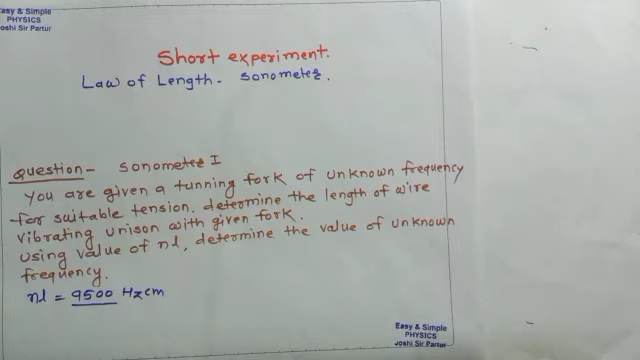 Easy & Simple
PHYSICS
Joshi Sir Partur
Short experiment.
Law of Length - Sonometer.
Question - Sonometer I
You are given a tunning fork of unknown frequency
for suitable tension, determine the length of wire
vibrating unison with given fork.
Using value of nl, determine the value of unknown
frequency.
nl = 9500 Hz cm
Easy & Simple
PHYSICS
Joshi Sir Partur